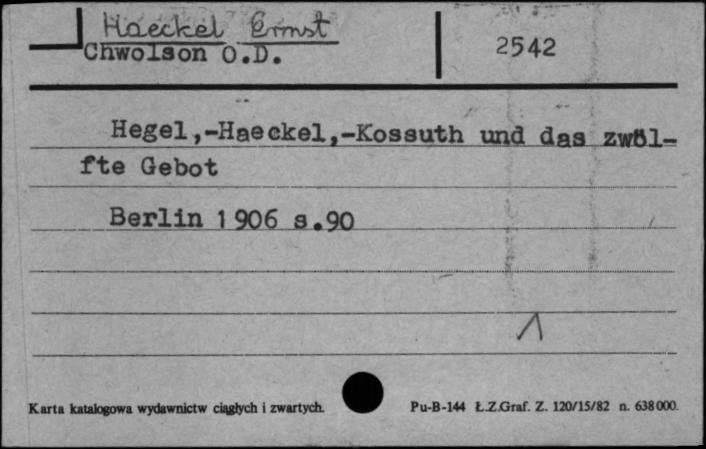 Haeckel Ernst
Chwolson O.D.
2542
Hegel,-Haeckel,-Kossuth und das zwöl-
fte Gebot
Berlin 1906 s.90
Karta katalogowa wydawnictw ciągłych i zwartych.
Pu-B-144 Ł.Z.Graf. Z. 120/15/82 n. 638000.